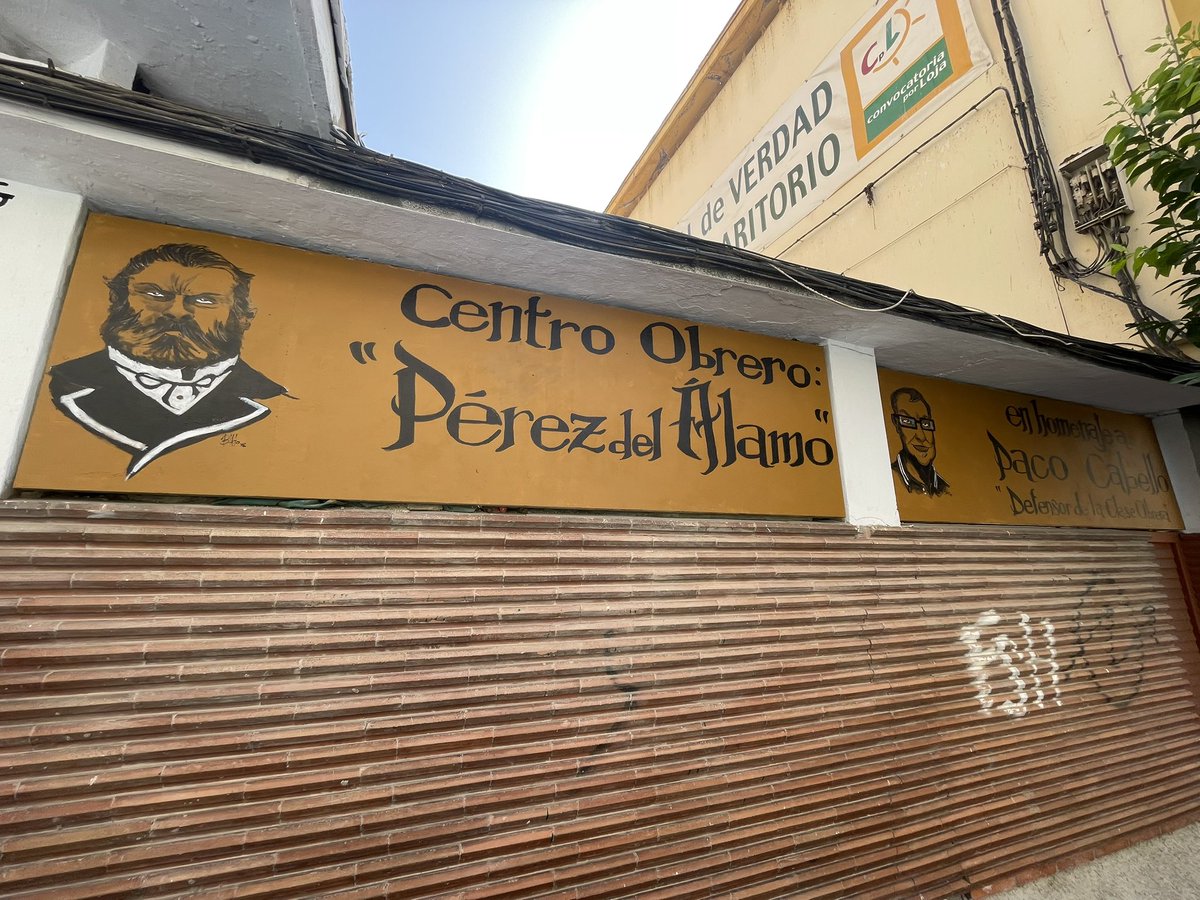 CpL
convocatoria
por Loja
l de VERDAD
ARITORIO
Centro Obrero:
"Pérez del Álamo"
en homenaje a:
Paco Cabello
"Defensor de la Clase Obrera